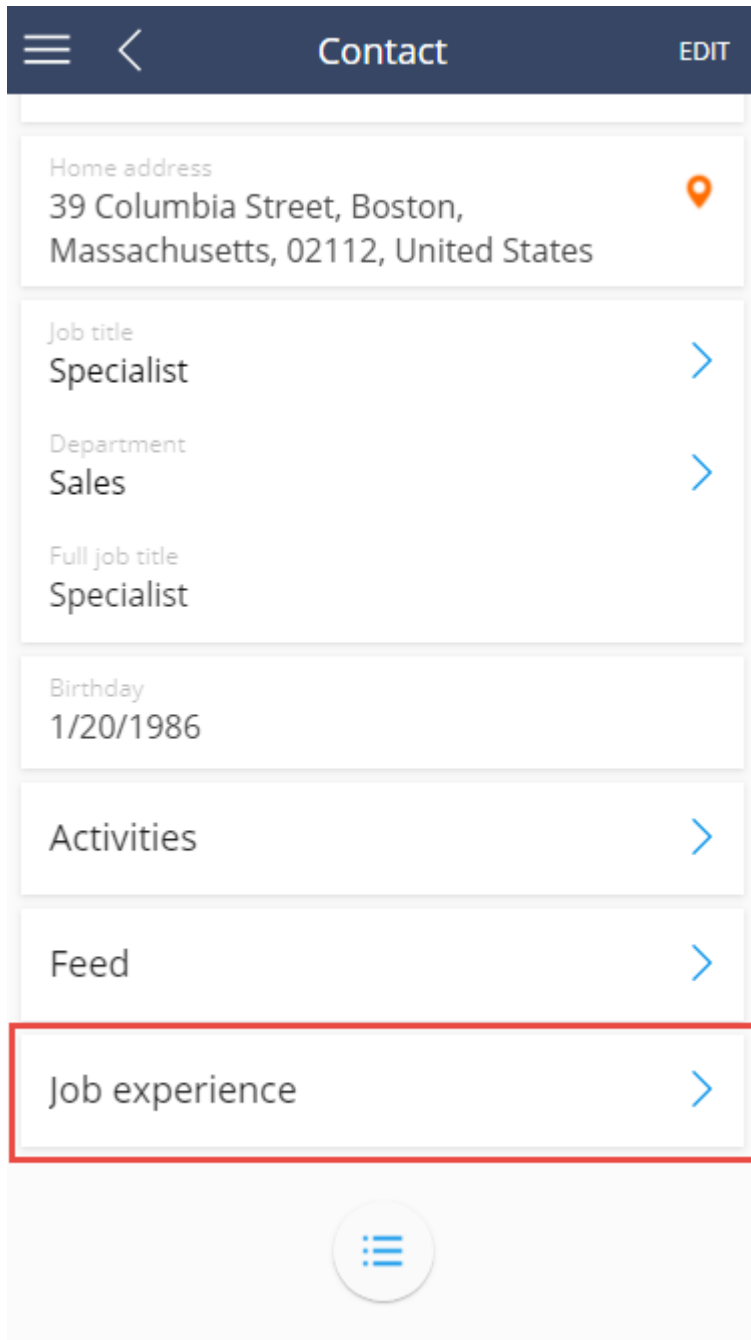 Contact
EDIT
Home address
39 Columbia Street, Boston,
Massachusetts, 02112, United States
Job title
Specialist
Department
Sales
Full job title
Specialist
Birthday
1/20/1986
Activities
Feed
Job experience